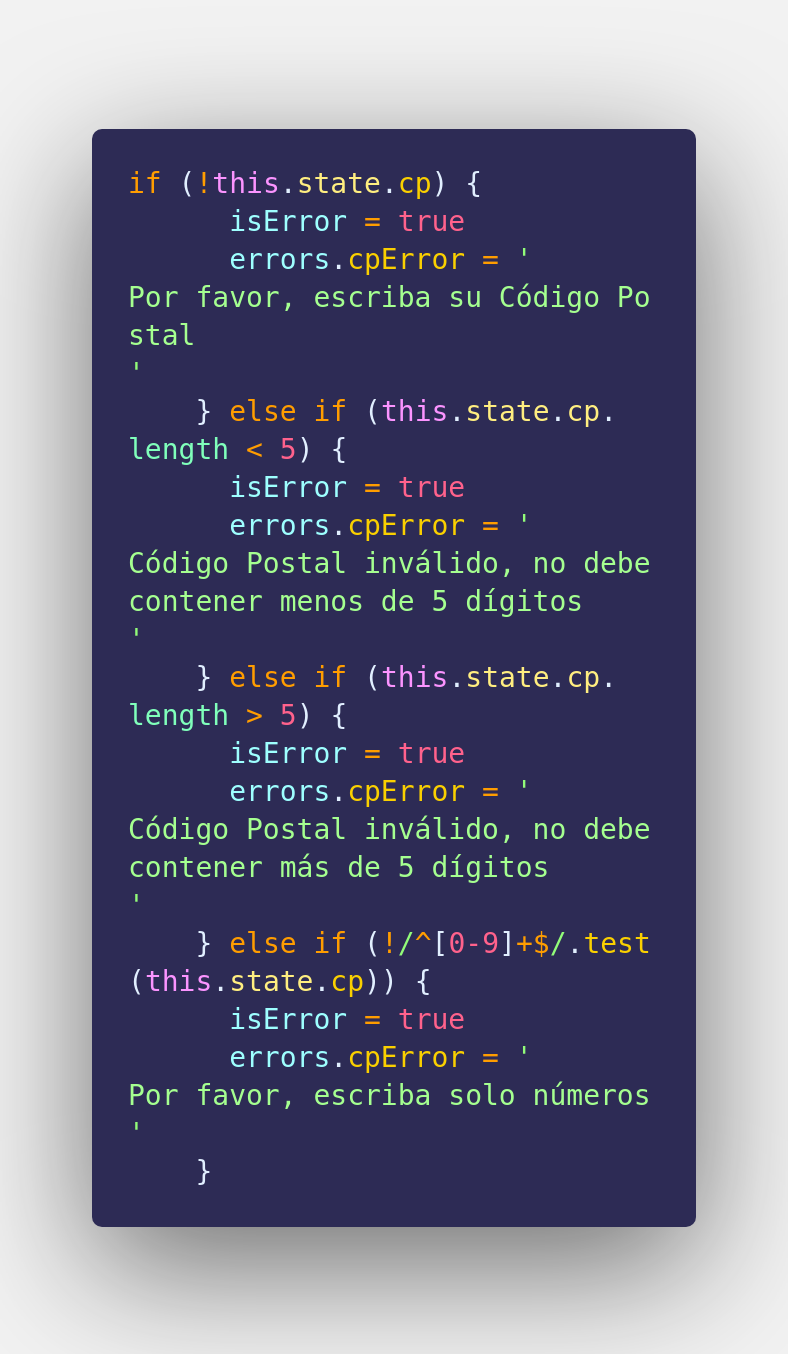 if (!this.state.cp) {
      isError = true
      errors.cpError = '
Por favor, escriba su Código Po
stal
'
    } else if (this.state.cp.
length < 5) {
      isError = true
      errors.cpError = '
Código Postal inválido, no debe
contener menos de 5 dígitos
'
    } else if (this.state.cp.
length > 5) {
      isError = true
      errors.cpError = '
Código Postal inválido, no debe
contener más de 5 dígitos
'
    } else if (!/^[0-9]+$/.test
(this.state.cp)) {
      isError = true
      errors.cpError = '
Por favor, escriba solo números
'
    }